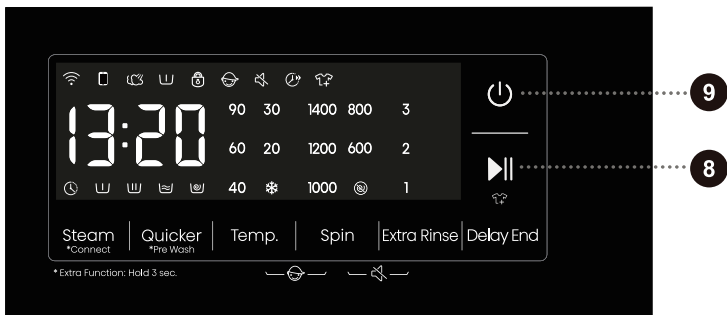 9
13:20
90 30 1400 800 3
60 20 1200 600 2
40 1000 1
8
Steam Quicker Temp. Spin Extra Rinse Delay End
*Connect *Pre Wash
* Extra Function: Hold 3 sec.